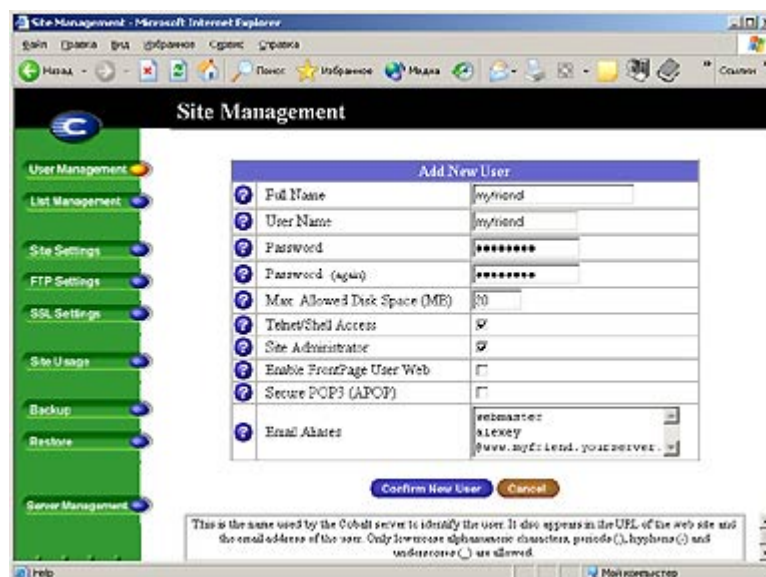 Site Management - Microsoft Internet Explorer
Файл Правка Вид Избранное Сервис Справка
Назад Поиск Избранное Медиа Ссылки
Site Management
User Management
List Management
Site Settings
FTP Settings
SSL Settings
Site Usage
Backup
Restore
Server Management
Add New User
Full Name myfriend
User Name myfriend
Password ••••••••
Password (again) ••••••••
Max. Allowed Disk Space (MB) 20
Telnet/Shell Access
Site Administrator
Enable FrontPage User Web
Secure POP3 (APOP)
Email Aliases webmaster
alexey
@www.myfriend.yourserver.
Confirm New User Cancel
This is the name used by the Cobalt server to identify the user. It also appears in the URL of the web site and
the email address of the user. Only lowercase alphanumeric characters, periods (.), hyphens (-) and
underscores (_) are allowed.
Help Мой компьютер